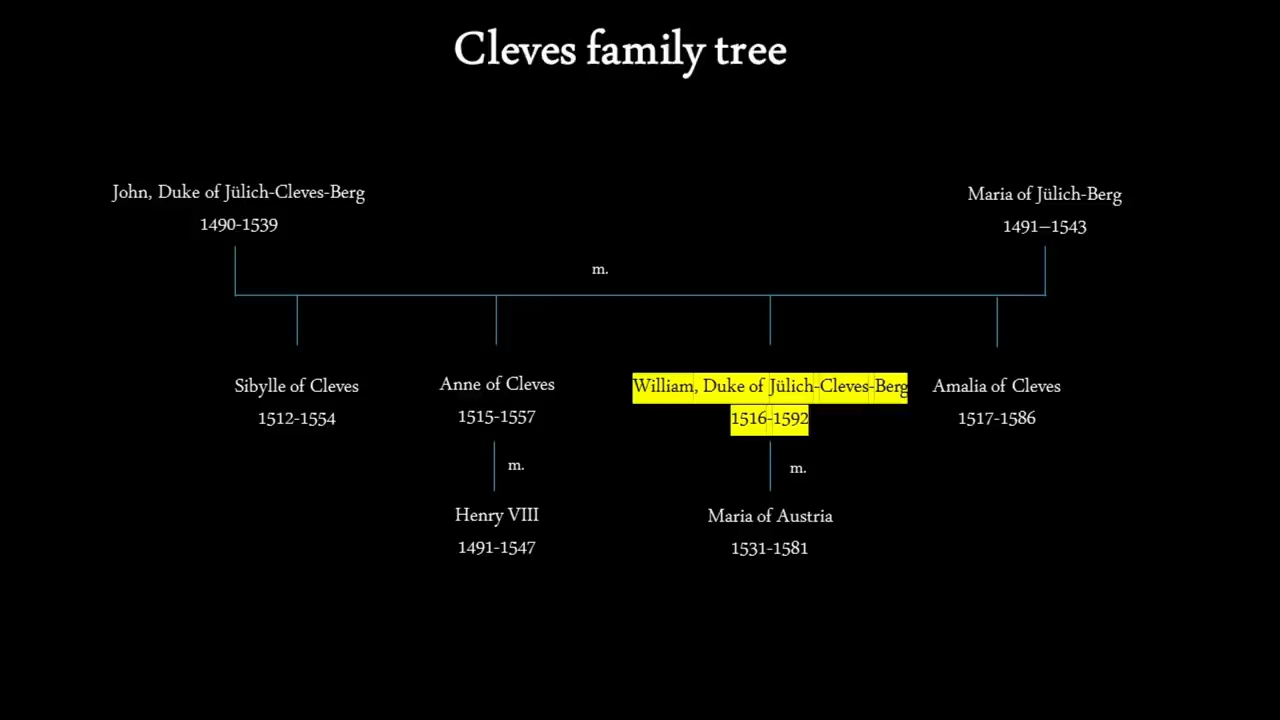 Cleves family tree
John, Duke of Jülich-Cleves-Berg
1490-1539
Maria of Jülich-Berg
1491–1543
m.
Sibylle of Cleves
1512-1554
Anne of Cleves
1515-1557
William, Duke of Jülich-Cleves-Berg
1516-1592
Amalia of Cleves
1517-1586
m.
m.
Henry VIII
1491-1547
Maria of Austria
1531-1581